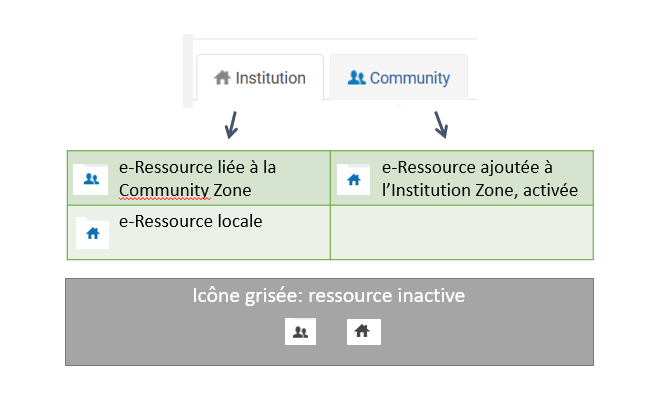 Institution
Community
e-Ressource liée à la
Community Zone
e-Ressource ajoutée à
l’Institution Zone, activée
e-Ressource locale
Icône grisée: ressource inactive